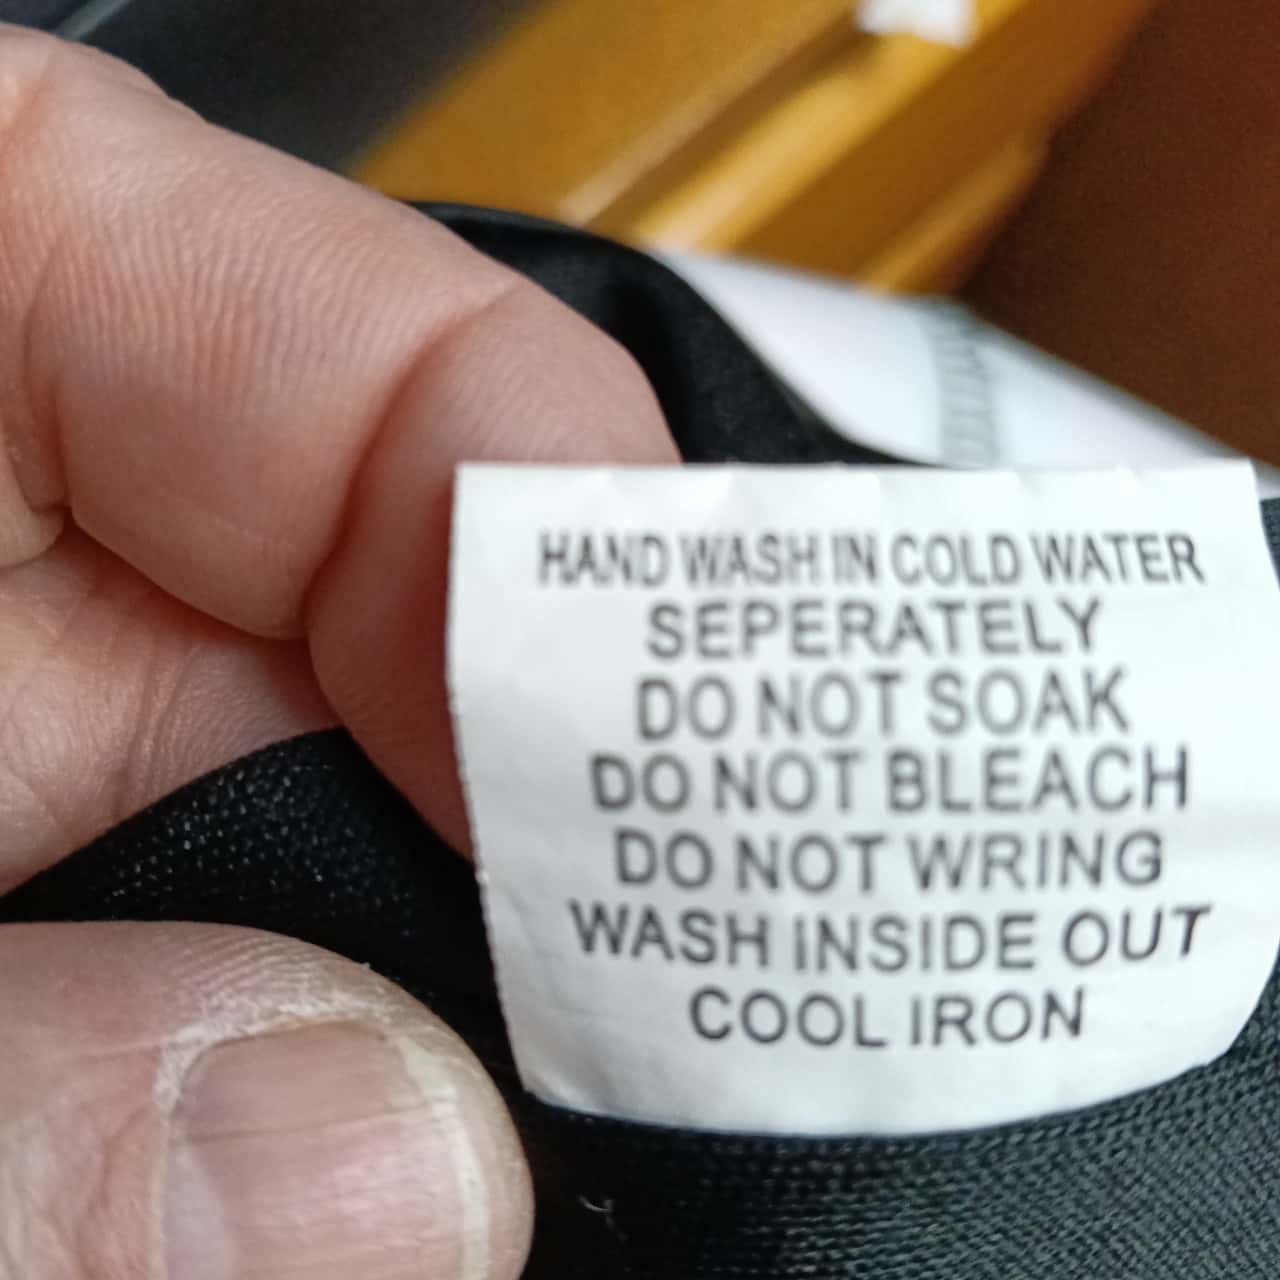 HAND WASH IN COLD WATER
SEPERATELY
DO NOT SOAK
DO NOT BLEACH
DO NOT WRING
WASH INSIDE OUT
COOL IRON